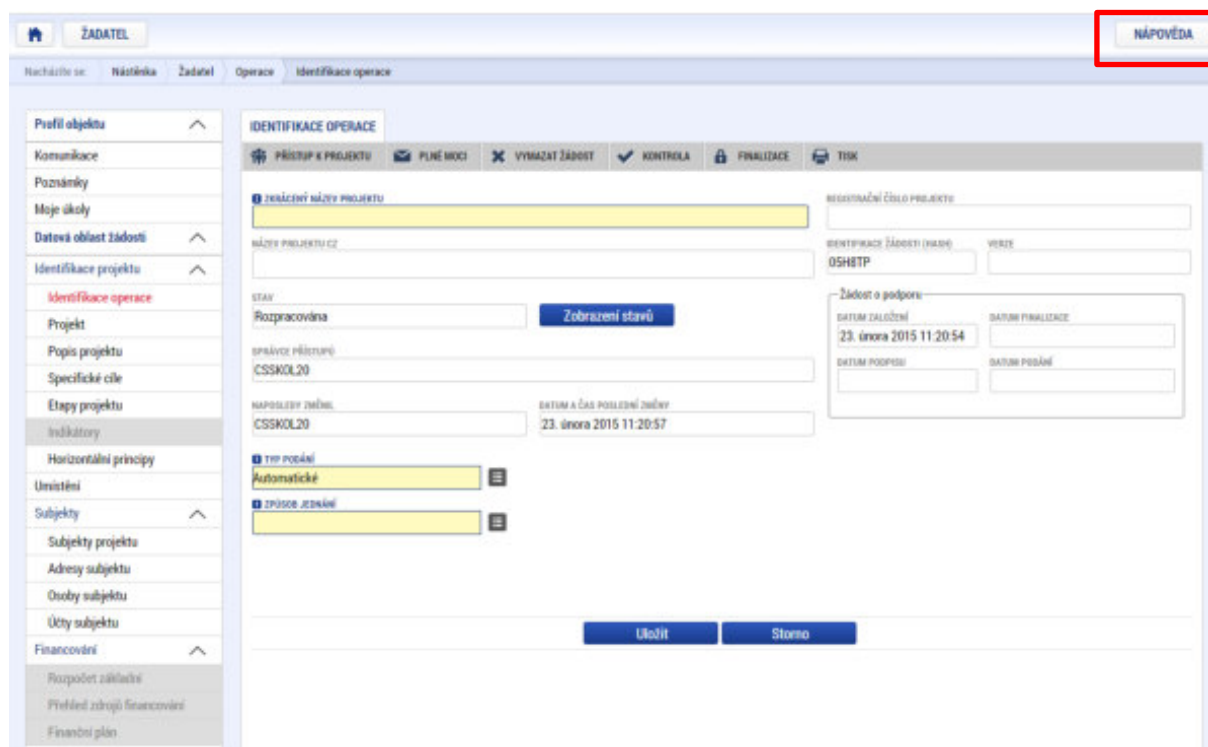 ŽADATEL
NÁPOVĚDA
Nacházíte se: Nástěnka Žadatel Operace Identifikace operace
Profil objektu
Komunikace
Poznámky
Moje úkoly
Datová oblast žádosti
Identifikace projektu
Identifikace operace
Projekt
Popis projektu
Specifické cíle
Etapy projektu
Indikátory
Horizontální principy
Umístění
Subjekty
Subjekty projektu
Adresy subjektu
Osoby subjektu
Účty subjektu
Financování
Rozpočet základní
Přehled zdrojů financování
Finanční plán
IDENTIFIKACE OPERACE
PŘÍSTUP K PROJEKTU PLNÉ MOCI VYMAZAT ŽÁDOST KONTROLA FINALIZACE TISK
ZKRÁCENÝ NÁZEV PROJEKTU
NÁZEV PROJEKTU CZ
STAV
Rozpracována
Zobrazení stavů
SPRÁVCE PŘÍSTUPŮ
CSSKOL20
NAPOSLEDY ZMĚNIL DATUM A ČAS POSLEDNÍ ZMĚNY
CSSKOL20 23. února 2015 11:20:57
TYP PODÁNÍ
Automatické
ZPŮSOB JEDNÁNÍ
REGISTRAČNÍ ČÍSLO PROJEKTU
IDENTIFIKACE ŽÁDOSTI (HASH) VERZE
05H8TP
Žádost o podporu
DATUM ZALOŽENÍ DATUM FINALIZACE
23. února 2015 11:20:54
DATUM PODPISU DATUM PODÁNÍ
Uložit Storno